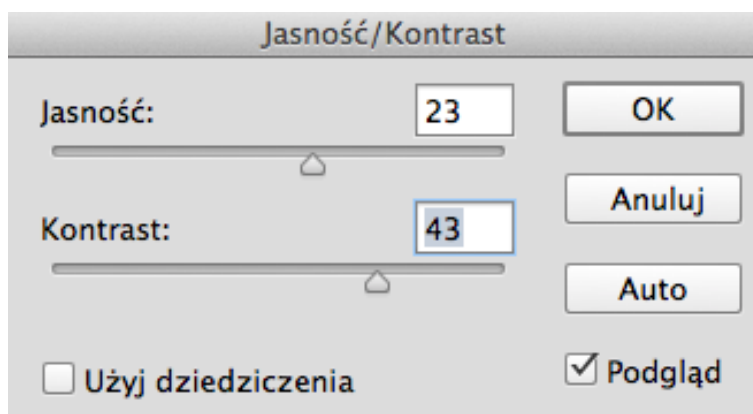 Jasność/Kontrast
Jasność:
23
OK
Anuluj
Kontrast:
43
Auto
Użyj dziedziczenia
Podgląd